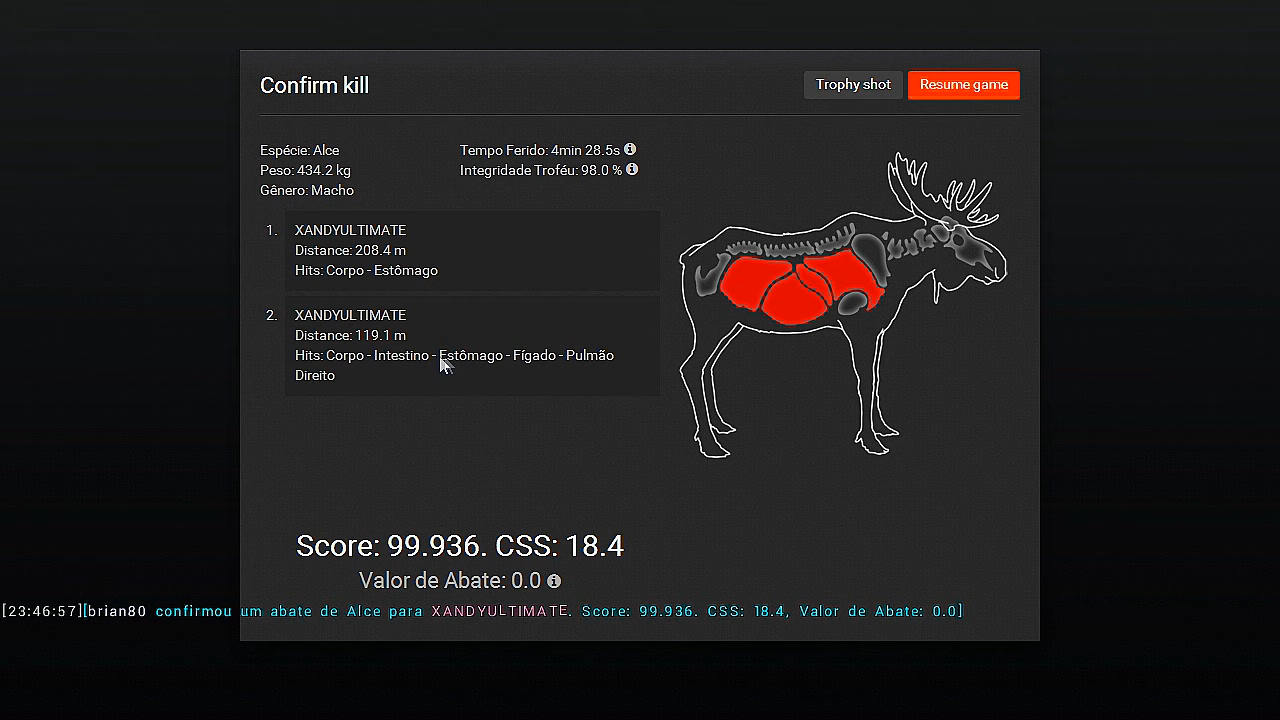 Confirm kill
Trophy shot
Resume game
Espécie: Alce
Peso: 434.2 kg
Gênero: Macho
Tempo Ferido: 4min 28.5s
Integridade Troféu: 98.0 %
1. XANDYULTIMATE
Distance: 208.4 m
Hits: Corpo - Estômago
2. XANDYULTIMATE
Distance: 119.1 m
Hits: Corpo - Intestino - Estômago - Fígado - Pulmão
Direito
Score: 99.936. CSS: 18.4
Valor de Abate: 0.0
[23:46:57][brian80 confirmou um abate de Alce para XANDYULTIMATE. Score: 99.936. CSS: 18.4, Valor de Abate: 0.0]